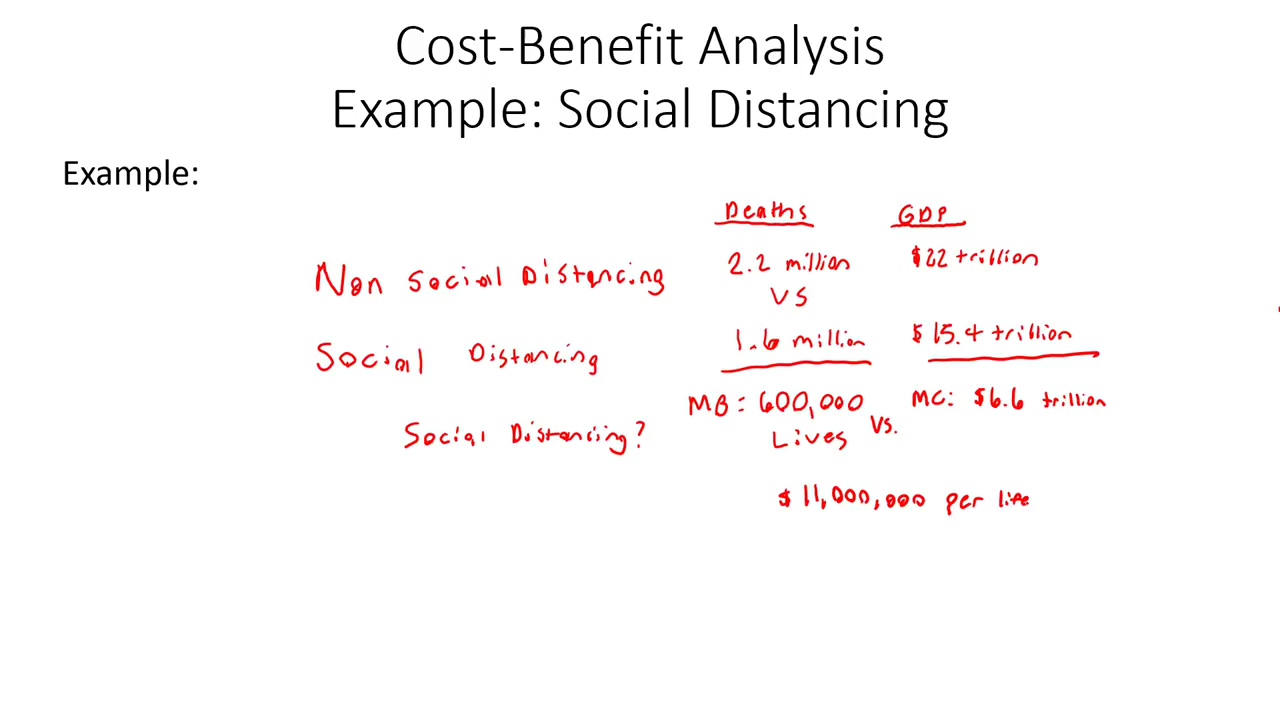 Cost-Benefit Analysis
Example: Social Distancing
Example:
Deaths GDP
Non Social Distancing 2.2 million $22 trillion
VS
Social Distancing 1.6 million $15.4 trillion
MB = 600,000 MC: $6.6 trillion
Social Distancing? Lives Vs.
$11,000,000 per life